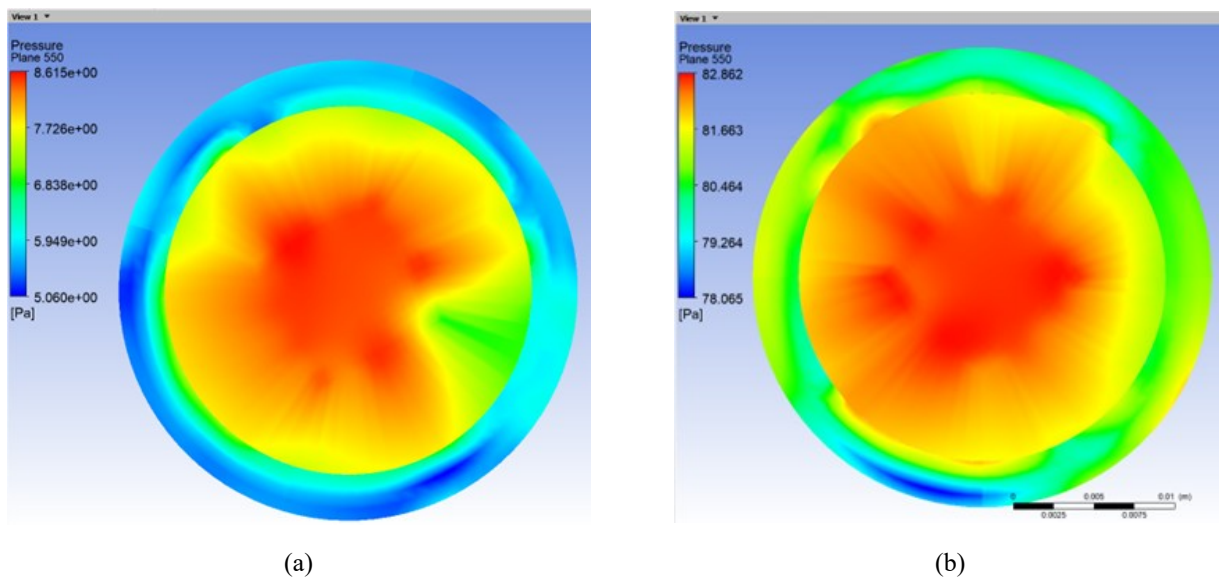 View 1
Pressure
Plane 550
8.615e+00
7.726e+00
6.838e+00
5.949e+00
5.060e+00
[Pa]
(a)
View 1
Pressure
Plane 550
82.862
81.663
80.464
79.264
78.065
[Pa]
0 0.005 0.01 (m)
0.0025 0.0075
(b)